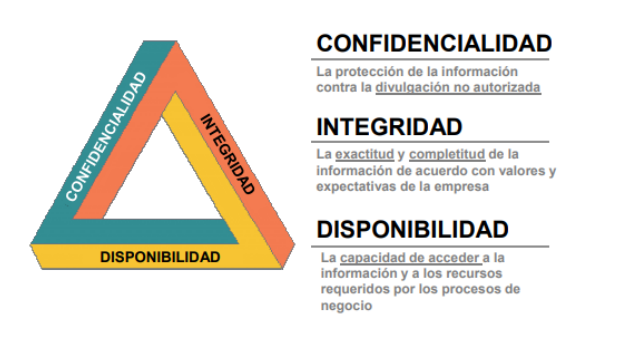 CONFIDENCIALIDAD
INTEGRIDAD
DISPONIBILIDAD
CONFIDENCIALIDAD
La protección de la información
contra la divulgación no autorizada
INTEGRIDAD
La exactitud y completitud de la
información de acuerdo con valores y
expectativas de la empresa
DISPONIBILIDAD
La capacidad de acceder a la
información y a los recursos
requeridos por los procesos de
negocio